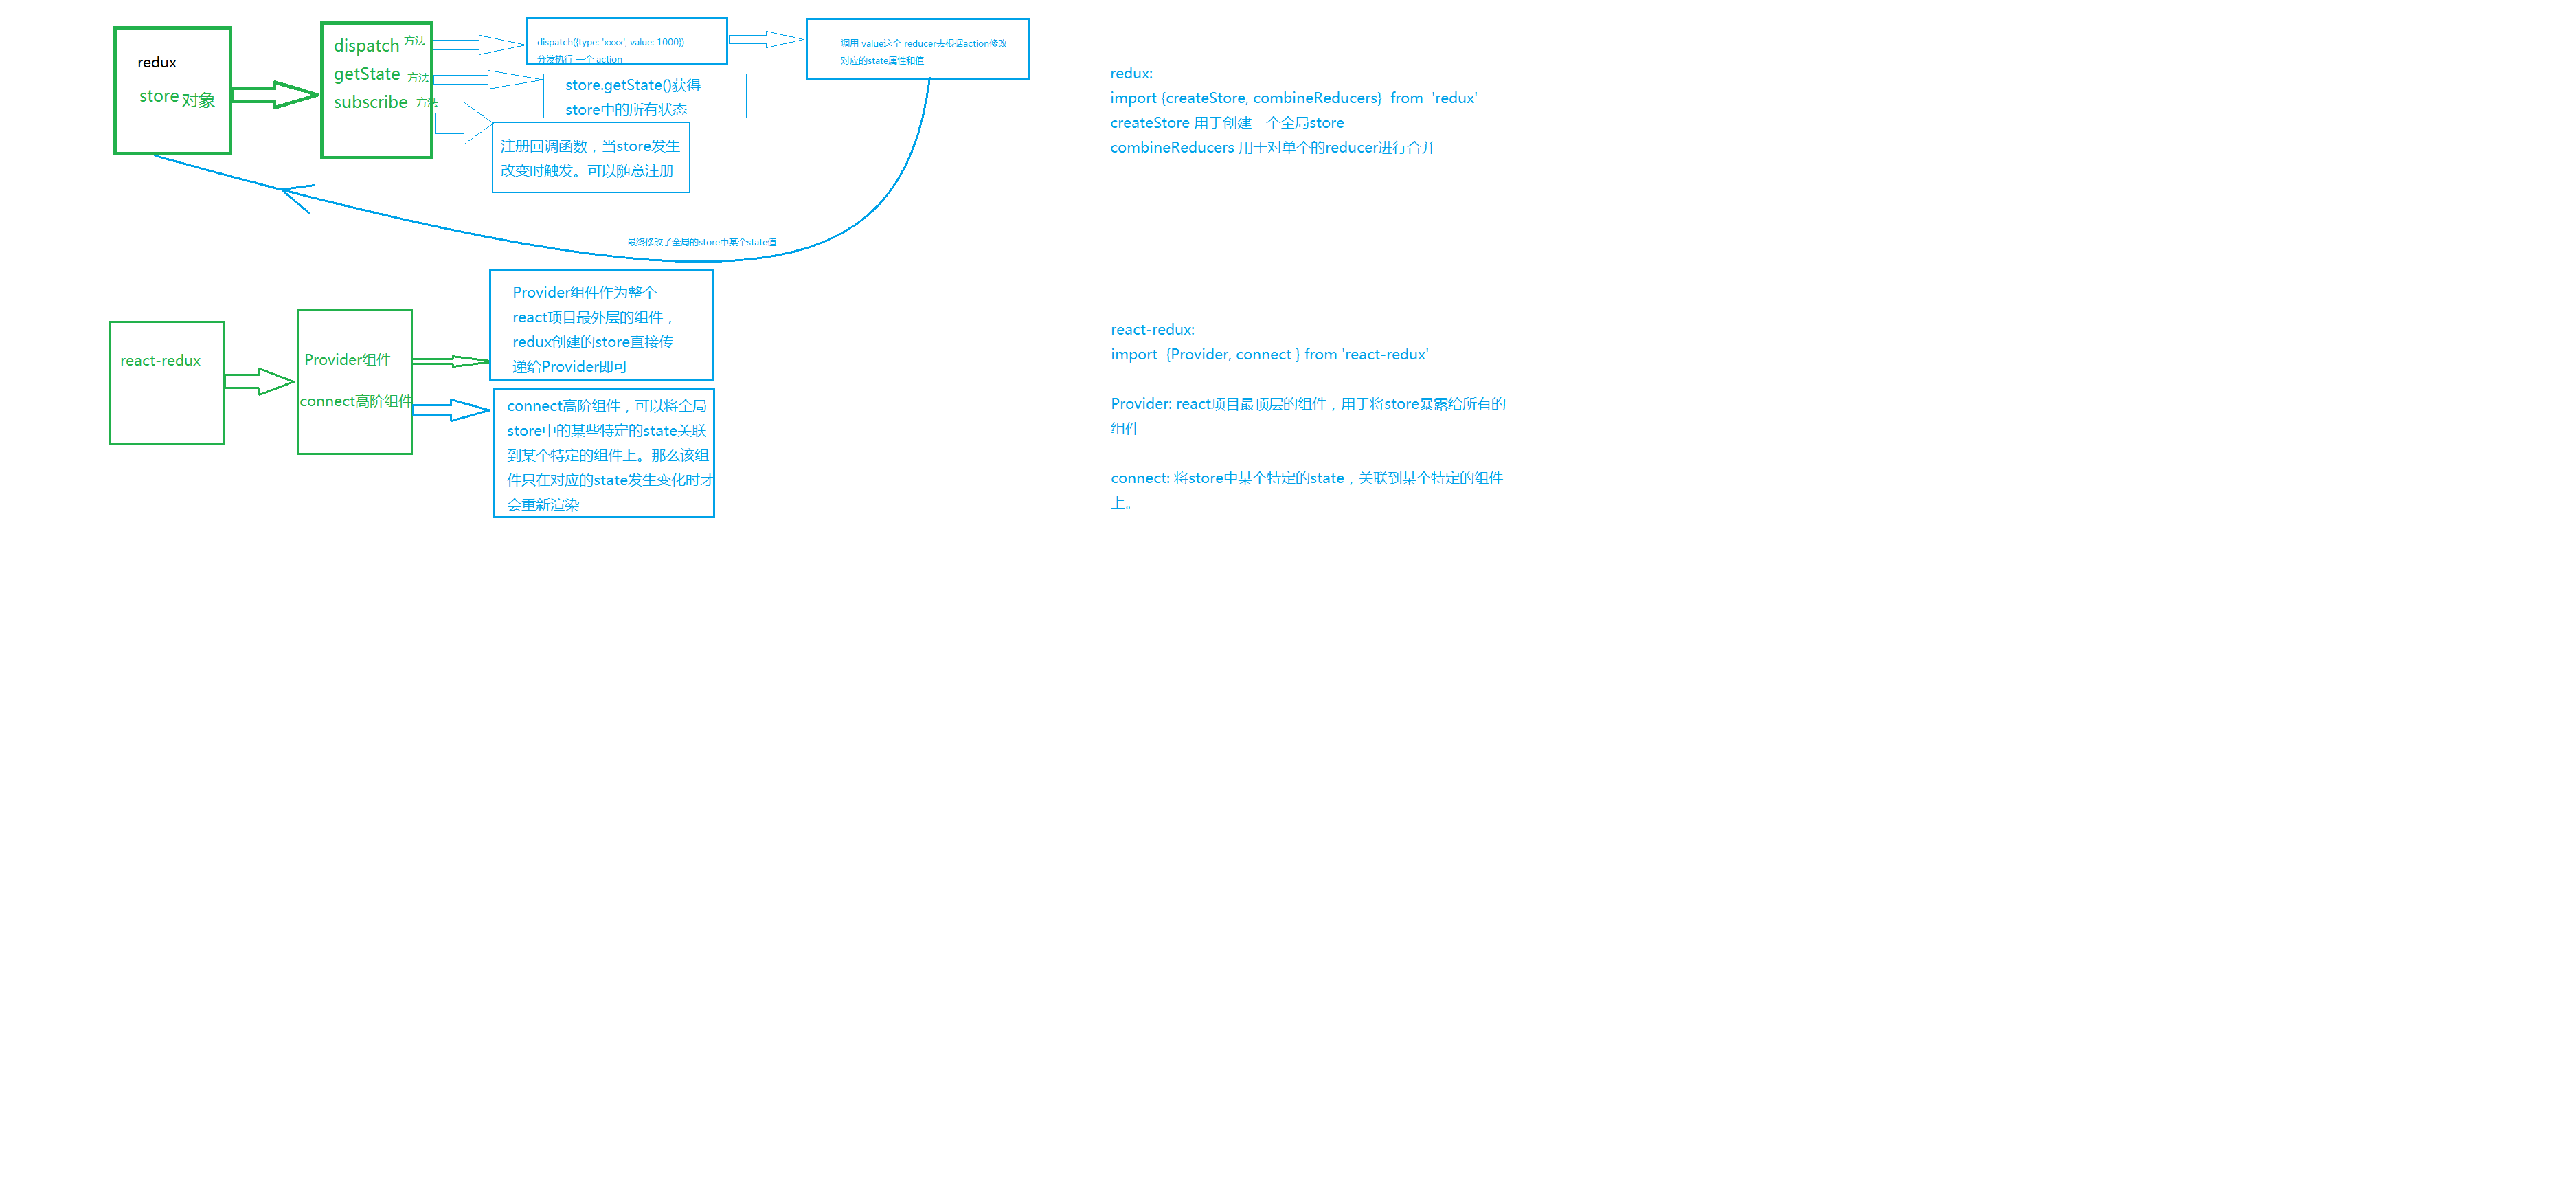 redux
store 对象
dispatch 方法
getState 方法
subscribe 方法
dispatch((type: 'xxxx', value: 1000))
分发执行 一个 action
调用 value这个 reducer去根据action修改
对应的state属性和值
store.getState()获得
store中的所有状态
注册回调函数，当store发生
改变时触发。可以随意注册
最终修改了全局的store中某个state值
redux:
import {createStore, combineReducers} from 'redux'
createStore 用于创建一个全局store
combineReducers 用于对单个的reducer进行合并
react-redux
Provider组件
connect高阶组件
Provider组件作为整个
react项目最外层的组件，
redux创建的store直接传
递给Provider即可
connect高阶组件，可以将全局
store中的某些特定的state关联
到某个特定的组件上。那么该组
件只在对应的state发生变化时才
会重新渲染
react-redux:
import {Provider, connect } from 'react-redux'
Provider: react项目最顶层的组件，用于将store暴露给所有的
组件
connect: 将store中某个特定的state，关联到某个特定的组件
上。